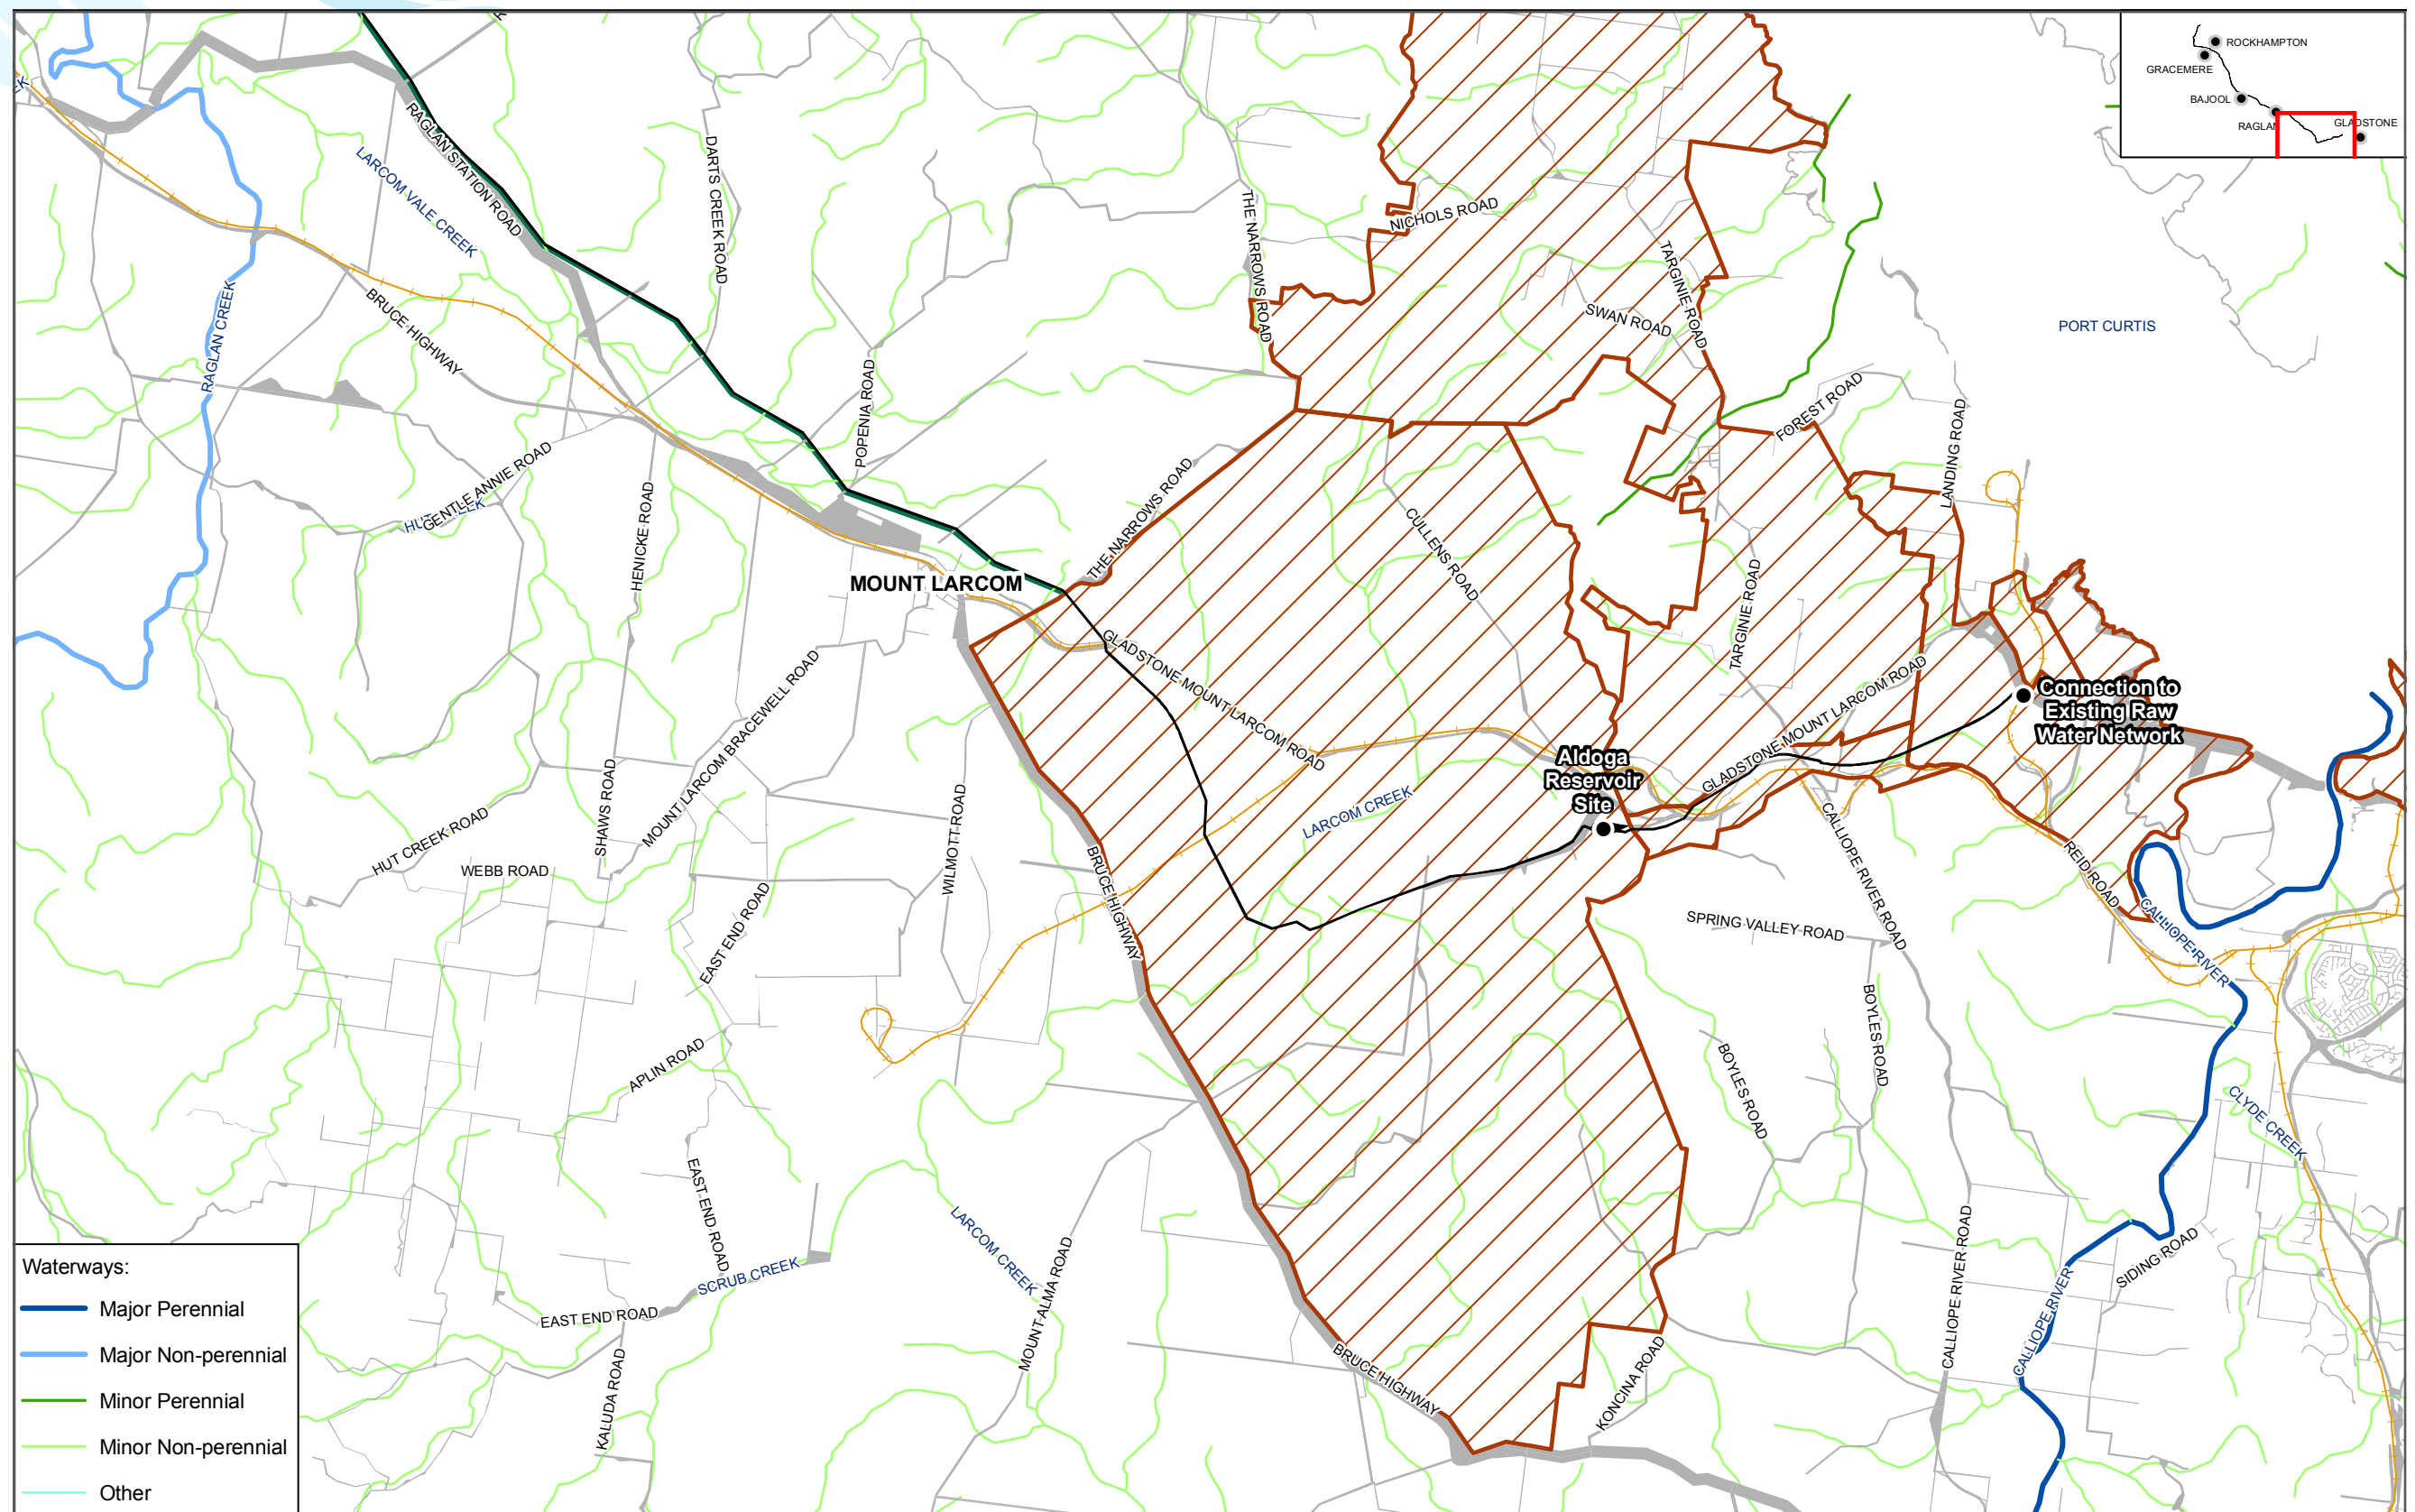 ROCKHAMPTON
GRACEMERE
BAJOOL
RAGLAN
GLADSTONE
RAGLAN STATION ROAD
LARCOM VALE CREEK
DARTS CREEK ROAD
THE NARROWS ROAD
NICHOLS ROAD
TARGINIE ROAD
SWAN ROAD
PORT CURTIS
RAGLAN CREEK
BRUCE HIGHWAY
POPENIA ROAD
FOREST ROAD
LANDING ROAD
GENTLE ANNIE ROAD
HENICKE ROAD
THE NARROWS ROAD
CULLENS ROAD
MOUNT LARCOM
TARGINIE ROAD
GLADSTONE MOUNT LARCOM ROAD
GLADSTONE MOUNT LARCOM ROAD
Connection to
Existing Raw
Water Network
Aldoga
Reservoir
Site
MOUNT LARCOM BRACEWELL ROAD
SHAWS ROAD
HUT CREEK ROAD
WEBB ROAD
WILMOTT ROAD
LARCOM CREEK
BRUCE HIGHWAY
CALLIOPE RIVER ROAD
REID ROAD
CALLIOPE RIVER
EAST END ROAD
SPRING VALLEY ROAD
BOYLES ROAD
BOYLES ROAD
APLIN ROAD
CLYDE CREEK
EAST END ROAD
LARCOM CREEK
MOUNT ALMA ROAD
SCRUB CREEK
EAST END ROAD
CALLIOPE RIVER ROAD
CALLIOPE RIVER
SIDING ROAD
KALUDA ROAD
BRUCE HIGHWAY
KONCINA ROAD
Waterways:
Major Perennial
Major Non-perennial
Minor Perennial
Minor Non-perennial
Other